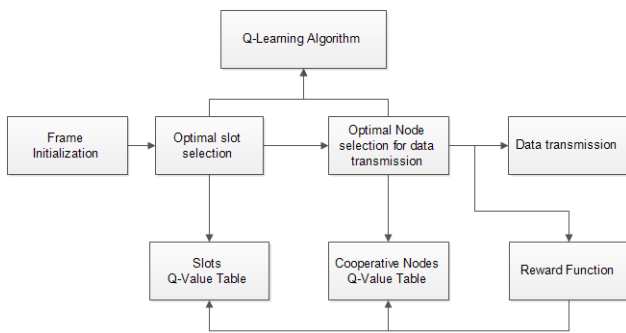 Q-Learning Algorithm
Frame
Initialization
Optimal slot
selection
Optimal Node
selection for data
transmission
Data transmission
Slots
Q-Value Table
Cooperative Nodes
Q-Value Table
Reward Function